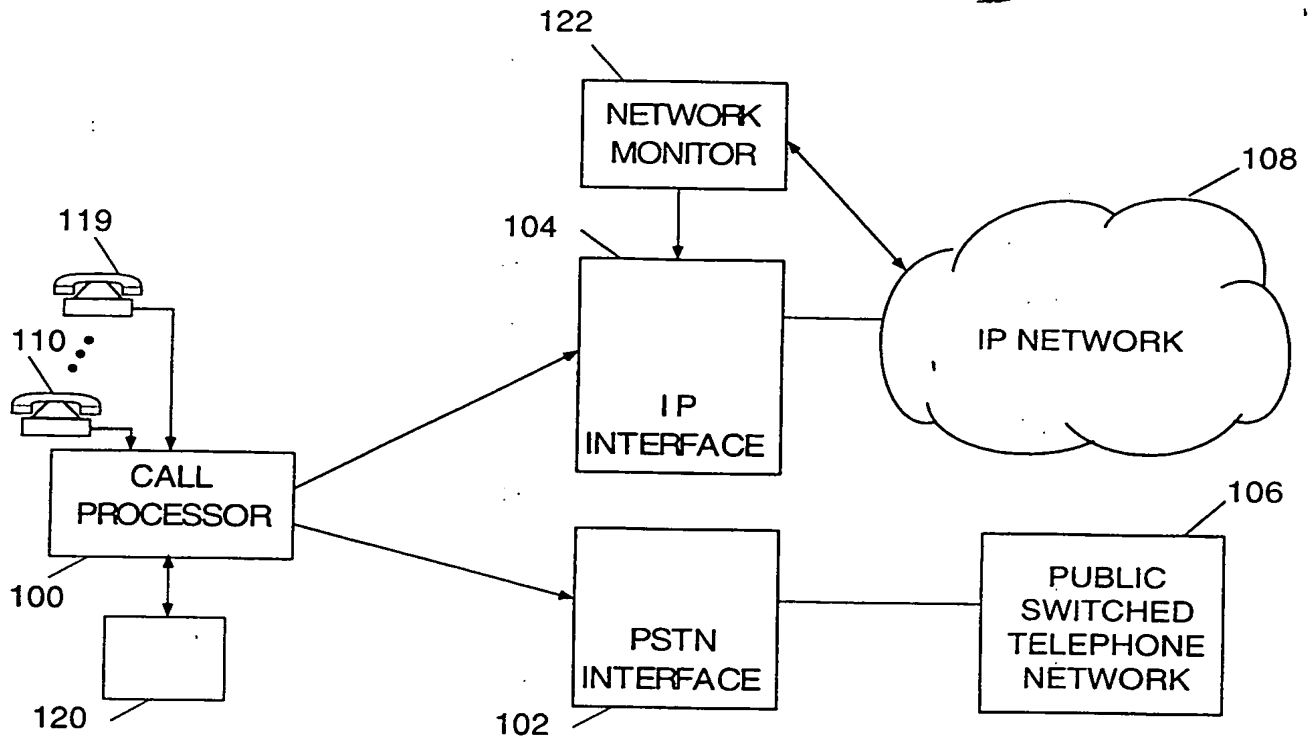 122
NETWORK
MONITOR
108
119
104
110
IP NETWORK
IP
INTERFACE
CALL
PROCESSOR
106
100
PUBLIC
SWITCHED
TELEPHONE
NETWORK
PSTN
INTERFACE
120
102